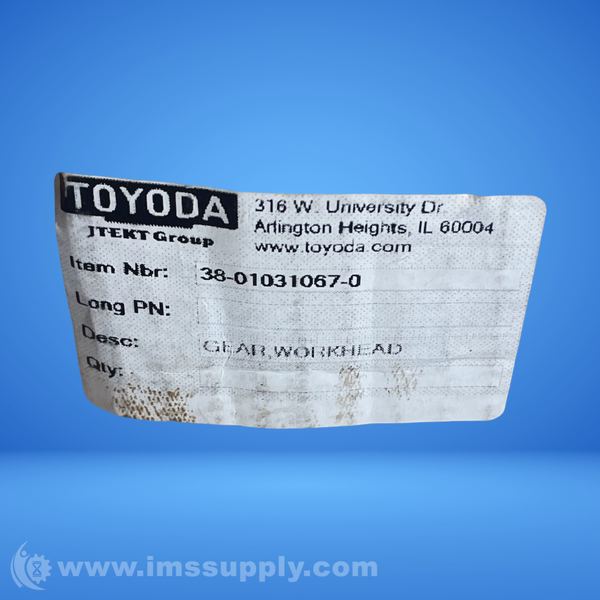 TOYODA
JTEKT Group
316 W. University Dr
Arlington Heights, IL 60004
www.toyoda.com
Item Nbr: 38-01031067-0
Long PN:
Desc: GEAR,WORKHEAD
Qty:
www.imssupply.com